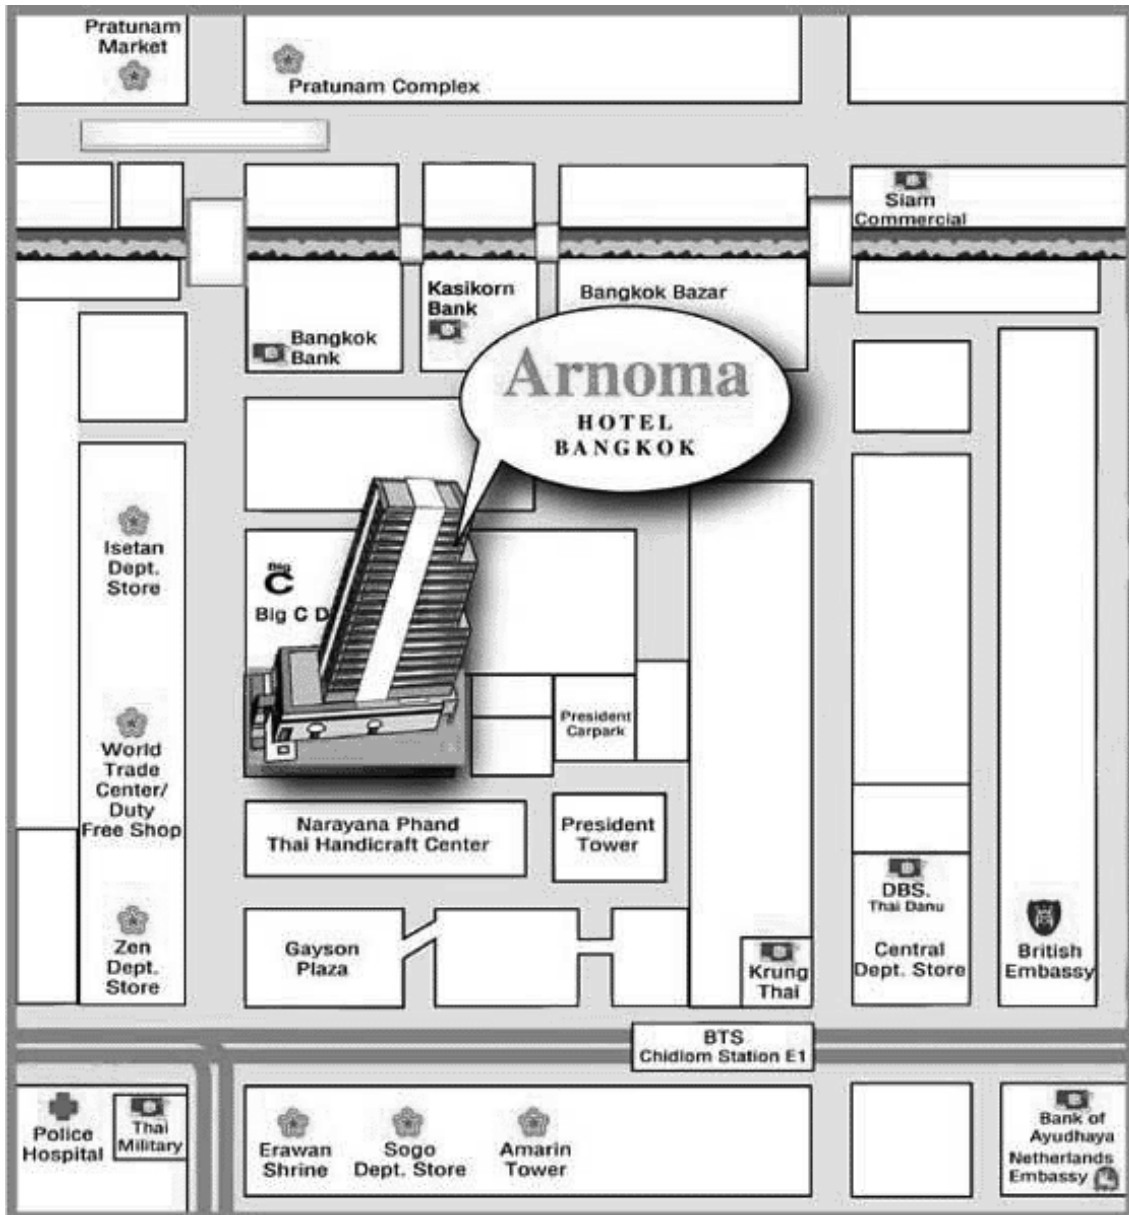 Pratunam
Market
Pratunam Complex
Siam
Commercial
Kasikorn
Bank
Bangkok Bazar
Bangkok
Bank
Arnoma
HOTEL
BANGKOK
Isetan
Dept.
Store
Big
C
Big C D
World
Trade
Center/
Duty
Free Shop
President
Carpark
Narayana Phand
Thai Handicraft Center
President
Tower
Zen
Dept.
Store
Gayson
Plaza
Krung
Thai
DBS.
Thai Danu
Central
Dept. Store
British
Embassy
BTS
Chidlom Station E1
Police
Hospital
Thai
Military
Erawan
Shrine
Sogo
Dept. Store
Amarin
Tower
Bank of
Ayudhaya
Netherlands
Embassy